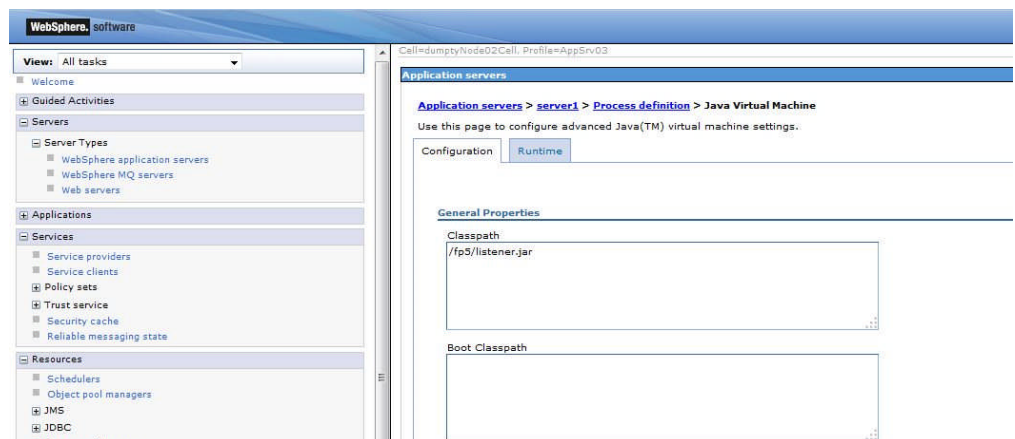 WebSphere. software
View: All tasks
Welcome
Guided Activities
Servers
Server Types
WebSphere application servers
WebSphere MQ servers
Web servers
Applications
Services
Service providers
Service clients
Policy sets
Trust service
Security cache
Reliable messaging state
Resources
Schedulers
Object pool managers
JMS
JDBC
Cell=dumptyNode02Cell, Profile=AppSrv03
Application servers
Application servers > server1 > Process definition > Java Virtual Machine
Use this page to configure advanced Java(TM) virtual machine settings.
Configuration Runtime
General Properties
Classpath
/fp5/listener.jar
Boot Classpath